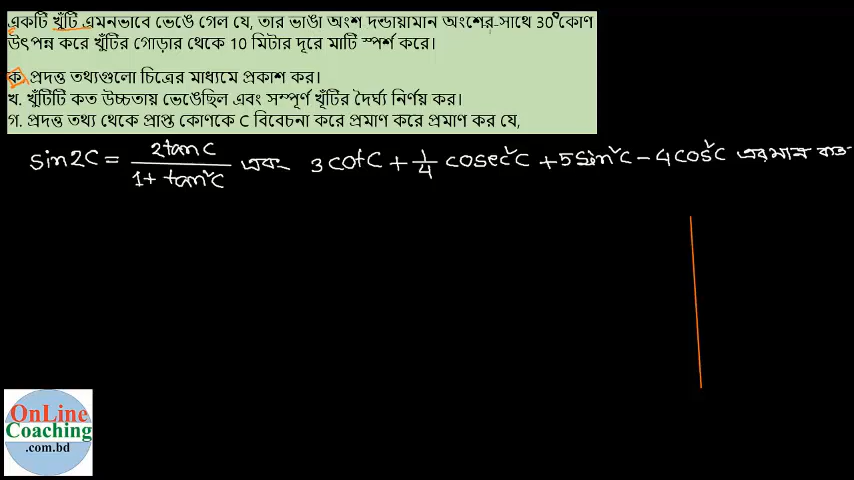 একটি খুঁটি এমনভাবে ভেঙে গেল যে, তার ভাঙা অংশ দন্ডায়মান অংশের-সাথে 30°কোণ
উৎপন্ন করে খুঁটির গোড়ার থেকে 10 মিটার দূরে মাটি স্পর্শ করে।
ক প্রদত্ত তথ্যগুলো চিত্রের মাধ্যমে প্রকাশ কর।
খ. খুঁটিটি কত উচ্চতায় ভেঙেছিল এবং সম্পূর্ণ খুঁটির দৈর্ঘ্য নির্ণয় কর।
গ. প্রদত্ত তথ্য থেকে প্রাপ্ত কোণকে C বিবেচনা করে প্রমাণ করে প্রমাণ কর যে,
sin2C = 2tanC / 1+tan²C এবং 3cotC + 1/4 cosec²C + 5sin²C - 4cos²C এর মান কত
OnLine
Coaching
.com.bd